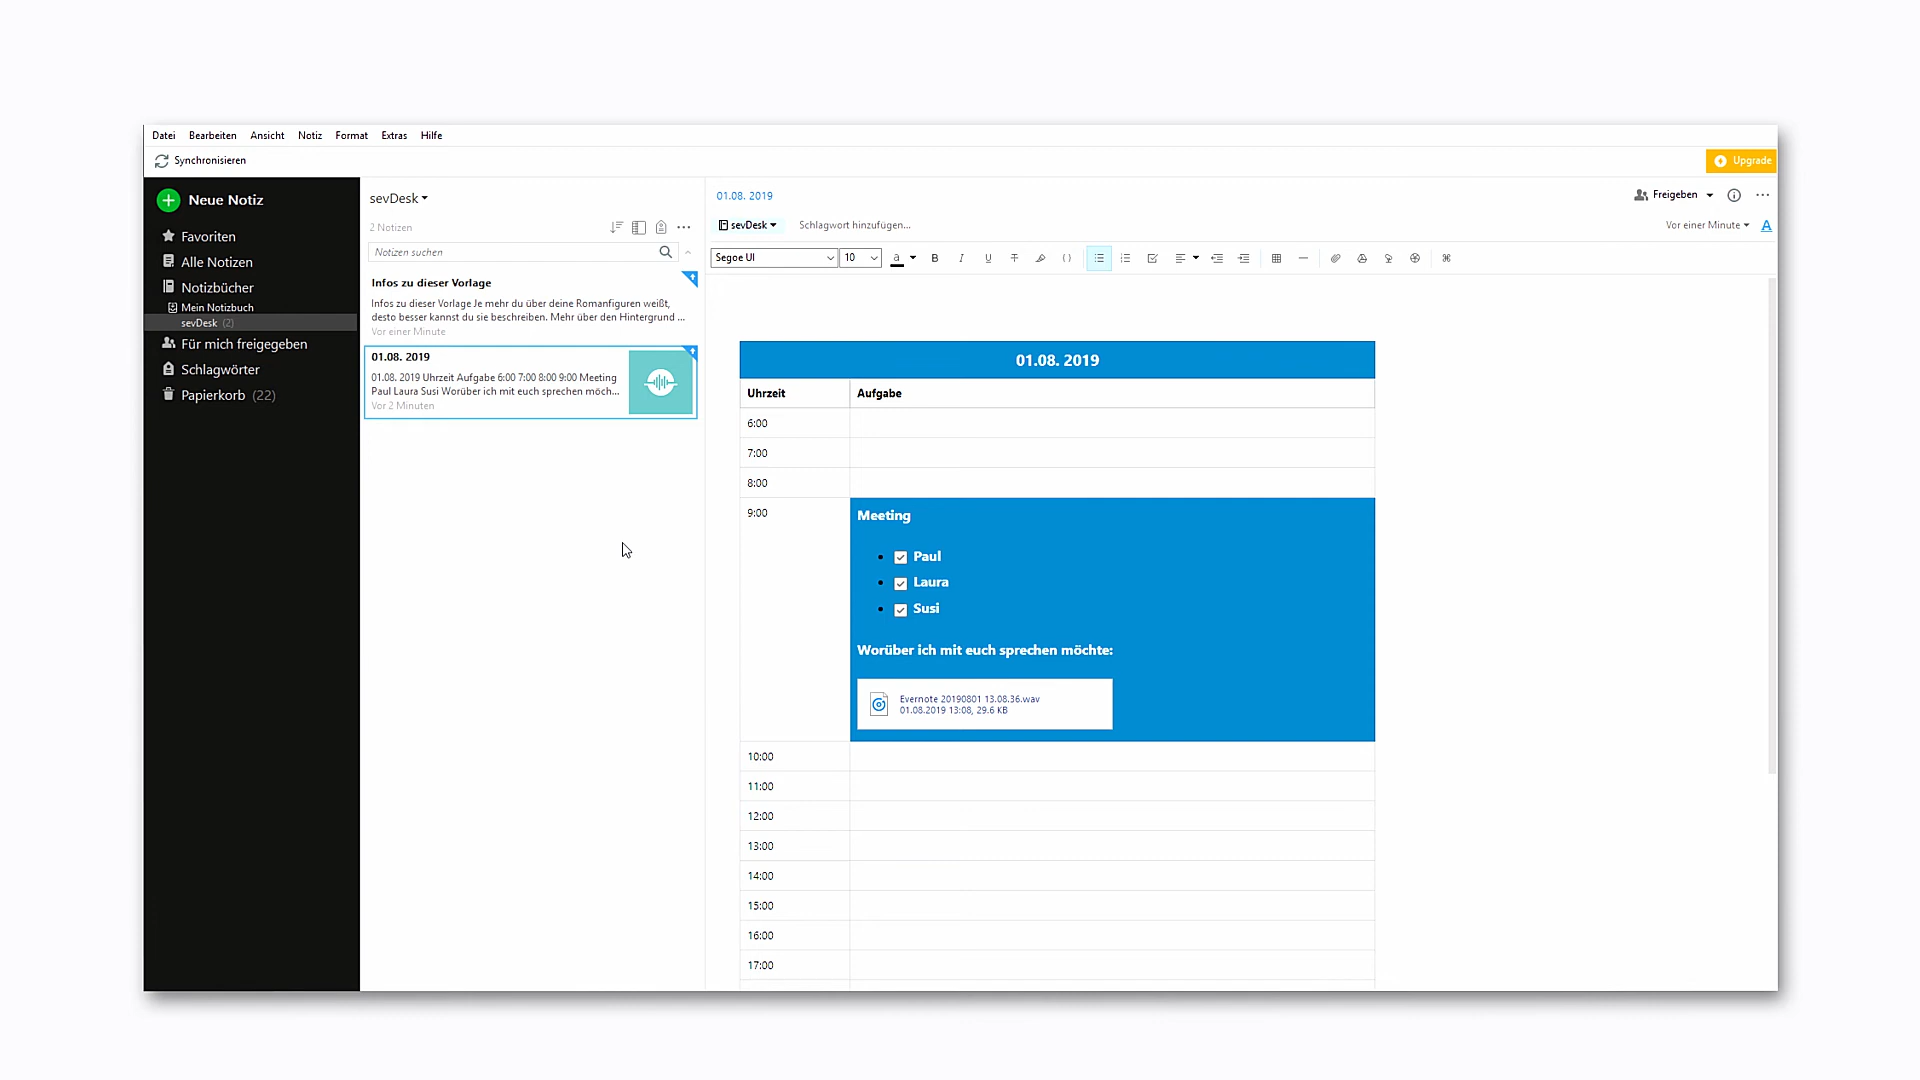 Datei Bearbeiten Ansicht Notiz Format Extras Hilfe
Synchronisieren
Upgrade
Neue Notiz
Favoriten
Alle Notizen
Notizbücher
Mein Notizbuch
sevDesk (2)
Für mich freigegeben
Schlagwörter
Papierkorb (22)
sevDesk
2 Notizen
Notizen suchen
Infos zu dieser Vorlage
Infos zu dieser Vorlage Je mehr du über deine Romanfiguren weißt,
desto besser kannst du sie beschreiben. Mehr über den Hintergrund ...
Vor einer Minute
01.08. 2019
01.08. 2019 Uhrzeit Aufgabe 6:00 7:00 8:00 9:00 Meeting
Paul Laura Susi Worüber ich mit euch sprechen möch...
Vor 2 Minuten
01.08. 2019
Freigeben
sevDesk Schlagwort hinzufügen...
Vor einer Minute
Segoe UI 10
01.08. 2019
Uhrzeit Aufgabe
6:00
7:00
8:00
9:00
Meeting
Paul
Laura
Susi
Worüber ich mit euch sprechen möchte:
Evernote 20190801 13.08.36.wav
01.08.2019 13:08, 29.6 KB
10:00
11:00
12:00
13:00
14:00
15:00
16:00
17:00